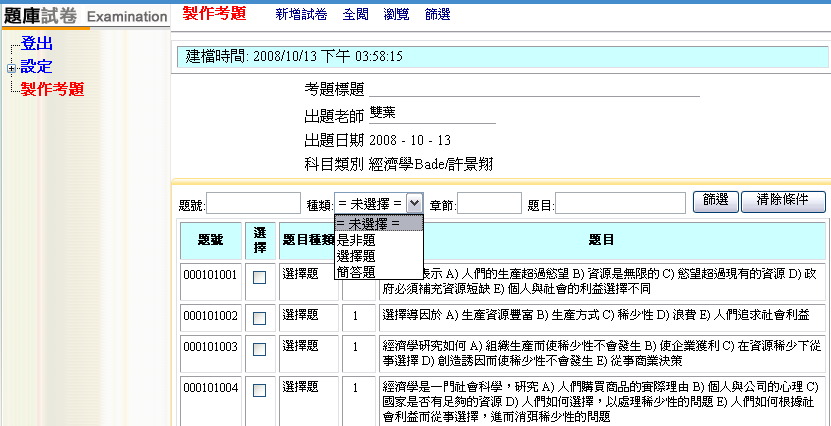 題庫試卷 Examination
登出
設定
製作考題
製作考題 新增試卷 全閱 瀏覽 篩選
建檔時間: 2008/10/13 下午 03:58:15
考題標題
出題老師 雙葉
出題日期 2008 - 10 - 13
科目類別 經濟學Bade/許景翔
題號: 種類: = 未選擇 = 章節: 題目: 篩選 清除條件
= 未選擇 =
是非題
選擇題
簡答題
題號 選擇 題目種類 題目
000101001 選擇題 表示 A) 人們的生產超過慾望 B) 資源是無限的 C) 慾望超過現有的資源 D) 政
府必須補充資源短缺 E) 個人與社會的利益選擇不同
000101002 選擇題 1 選擇導因於 A) 生產資源豐富 B) 生產方式 C) 稀少性 D) 浪費 E) 人們追求社會利益
000101003 選擇題 1 經濟學研究如何 A) 組織生產而使稀少性不會發生 B) 使企業獲利 C) 在資源稀少下從
事選擇 D) 創造誘因而使稀少性不會發生 E) 從事商業決策
000101004 選擇題 1 經濟學是一門社會科學，研究 A) 人們購買商品的實際理由 B) 個人與公司的心理 C)
國家是否有足夠的資源 D) 人們如何選擇，以處理稀少性的問題 E) 人們如何根據社
會利益而從事選擇，進而消弭稀少性的問題